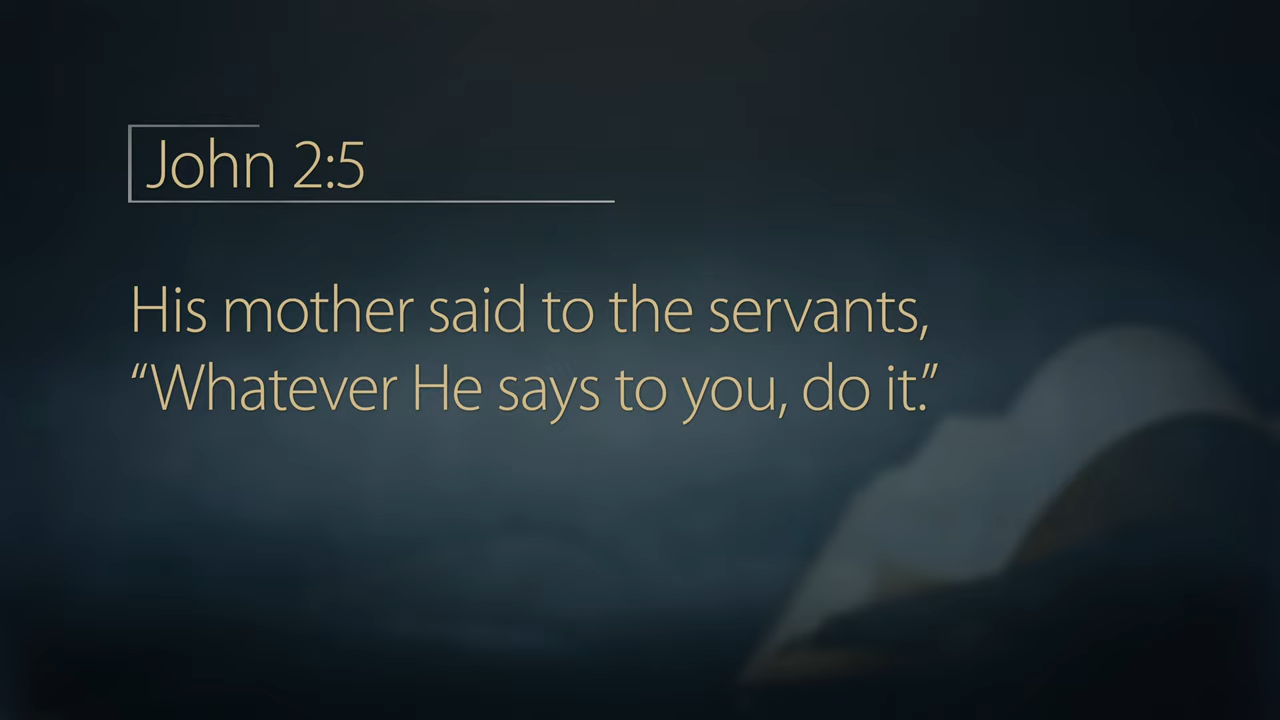 John 2:5
His mother said to the servants,
“Whatever He says to you, do it.”